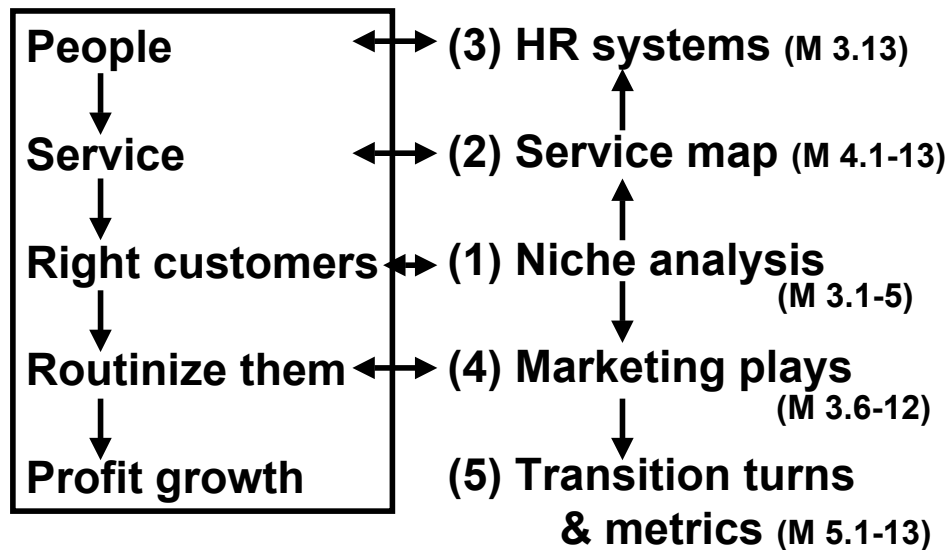 People
(3) HR systems (M 3.13)
Service
(2) Service map (M 4.1-13)
Right customers
(1) Niche analysis
(M 3.1-5)
Routinize them
(4) Marketing plays
(M 3.6-12)
Profit growth
(5) Transition turns
& metrics (M 5.1-13)